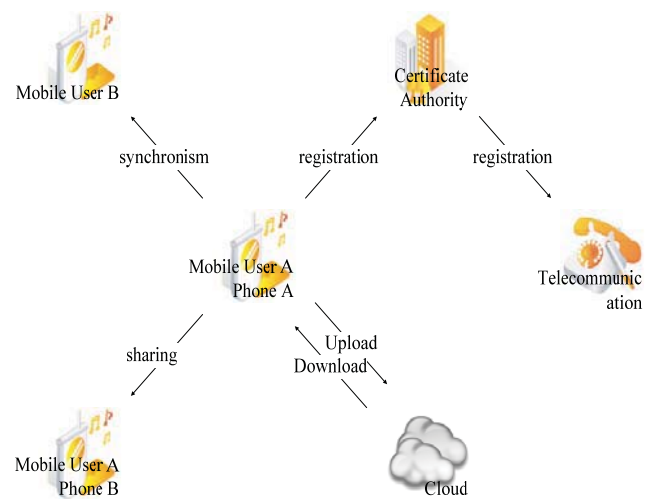 Mobile User B
Certificate
Authority
synchronism
registration
registration
Mobile User A
Phone A
Telecommunic
ation
sharing
Upload
Download
Mobile User A
Phone B
Cloud